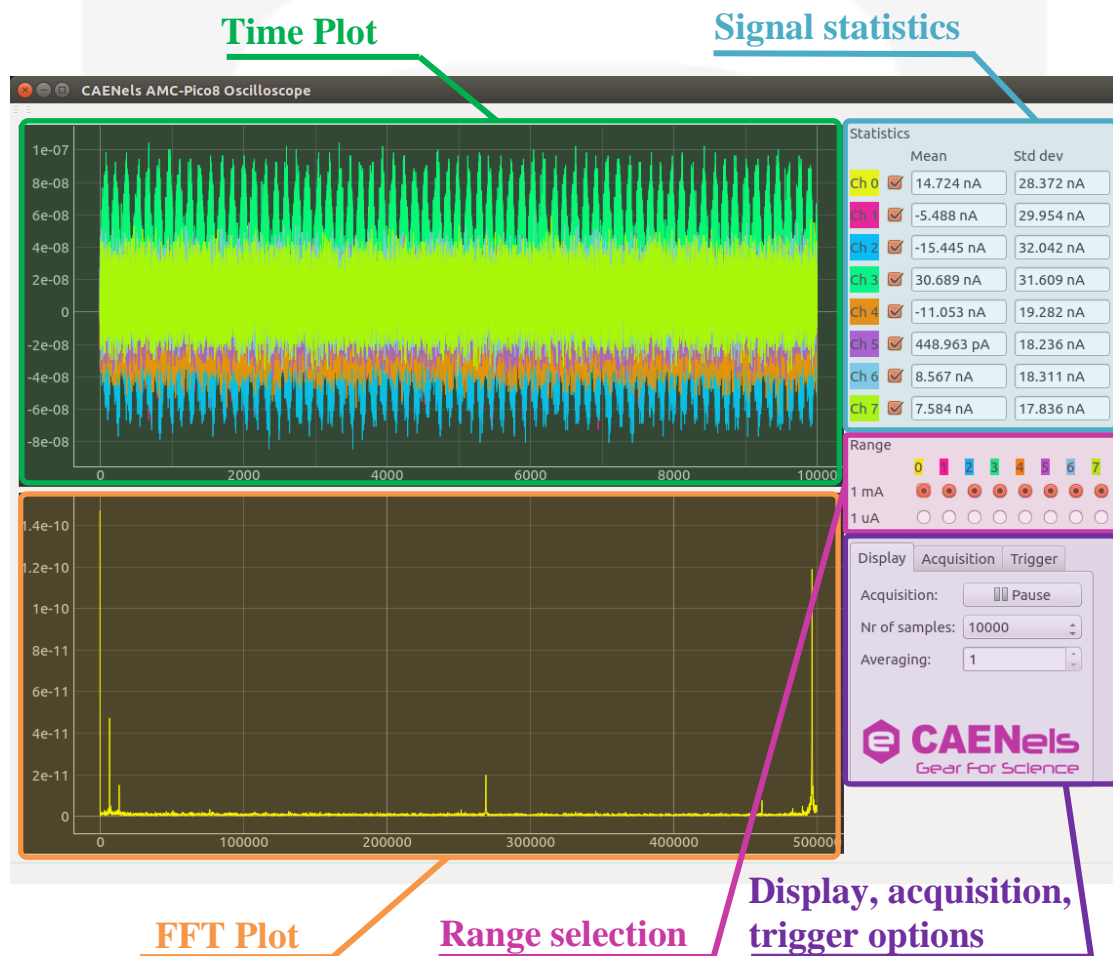 Time Plot
Signal statistics
CAENels AMC-Pico8 Oscilloscope
1e-07
8e-08
6e-08
4e-08
2e-08
0
-2e-08
-4e-08
-6e-08
-8e-08
0 2000 4000 6000 8000 10000
Statistics
Mean Std dev
Ch 0 14.724 nA 28.372 nA
Ch 1 -5.488 nA 29.954 nA
Ch 2 -15.445 nA 32.042 nA
Ch 3 30.689 nA 31.609 nA
Ch 4 -11.053 nA 19.282 nA
Ch 5 448.963 pA 18.236 nA
Ch 6 8.567 nA 18.311 nA
Ch 7 7.584 nA 17.836 nA
Range
0 1 2 3 4 5 6 7
1 mA
1 uA
1.4e-10
1.2e-10
1e-10
8e-11
6e-11
4e-11
2e-11
0
0 100000 200000 300000 400000 500000
Display Acquisition Trigger
Acquisition: Pause
Nr of samples: 10000
Averaging: 1
CAENels
Gear For Science
FFT Plot
Range selection
Display, acquisition,
trigger options